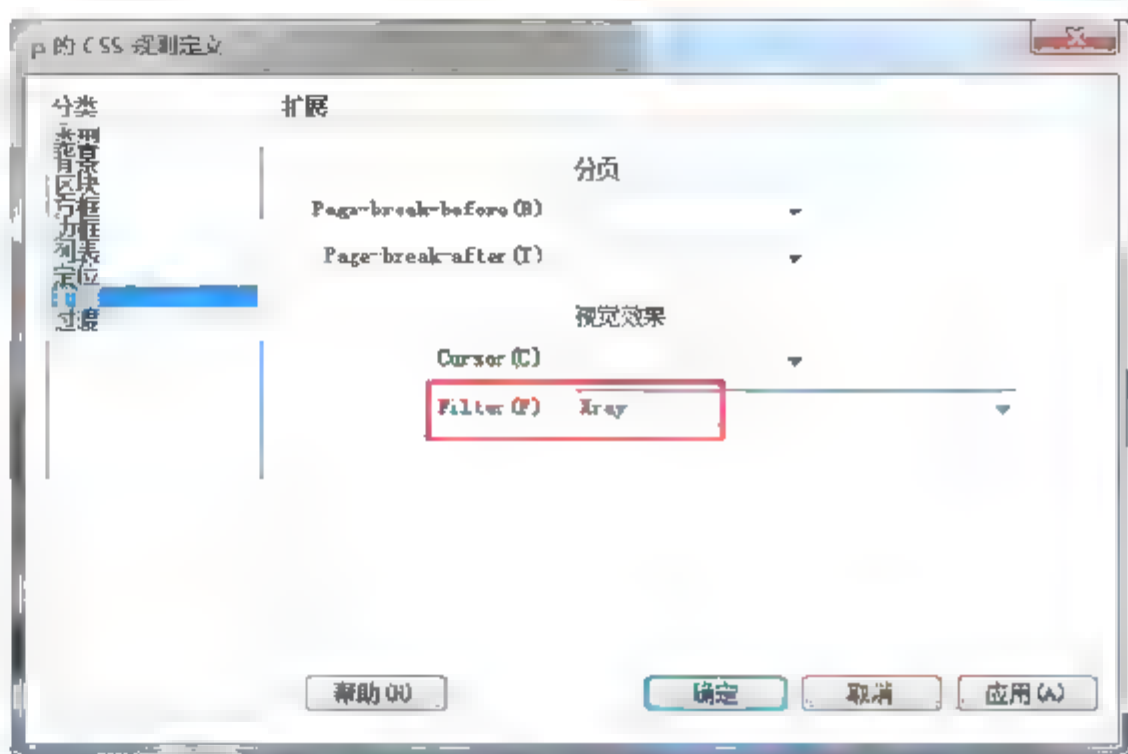 p 的 CSS 规则定义
分类
扩展
类型
背景
区块
方框
边框
列表
定位
过渡
分页
Page-break-before (B)
Page-break-after (T)
视觉效果
Cursor (C)
Filter (F) Xray
帮助 (H)
确定
取消
应用 (A)